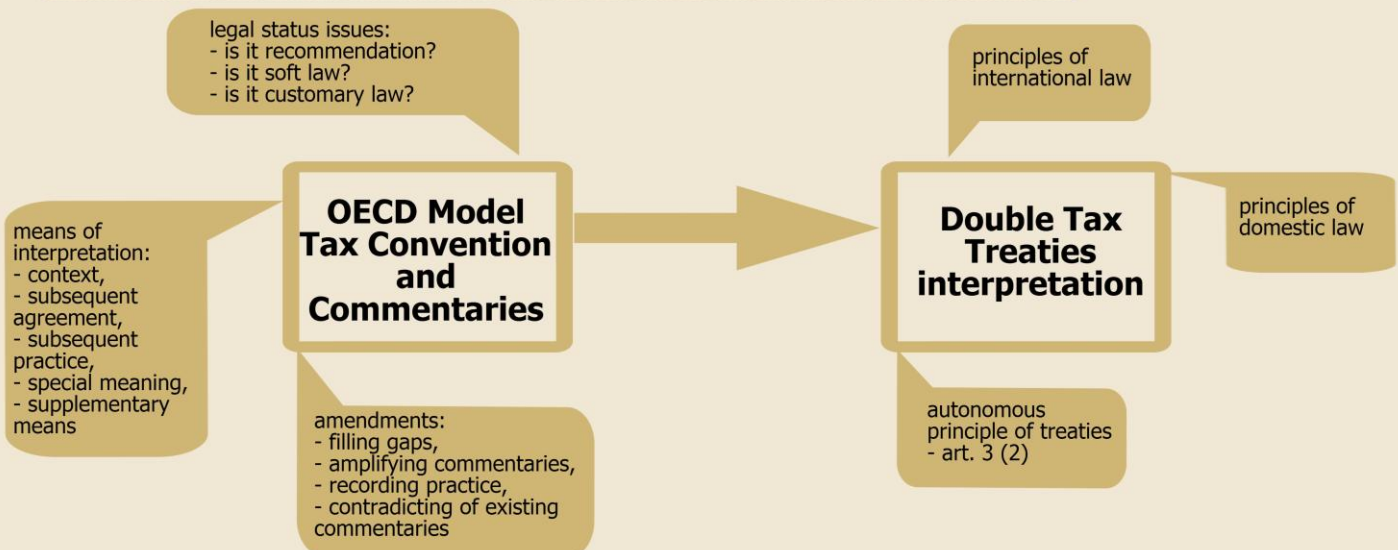 legal status issues:
- is it recommendation?
- is it soft law?
- is it customary law?
principles of
international law
OECD Model
Tax Convention
and
Commentaries
Double Tax
Treaties
interpretation
principles of
domestic law
means of
interpretation:
- context,
- subsequent
agreement,
- subsequent
practice,
- special meaning,
- supplementary
means
amendments:
- filling gaps,
- amplifying commentaries,
- recording practice,
- contradicting of existing
commentaries
autonomous
principle of treaties
- art. 3 (2)